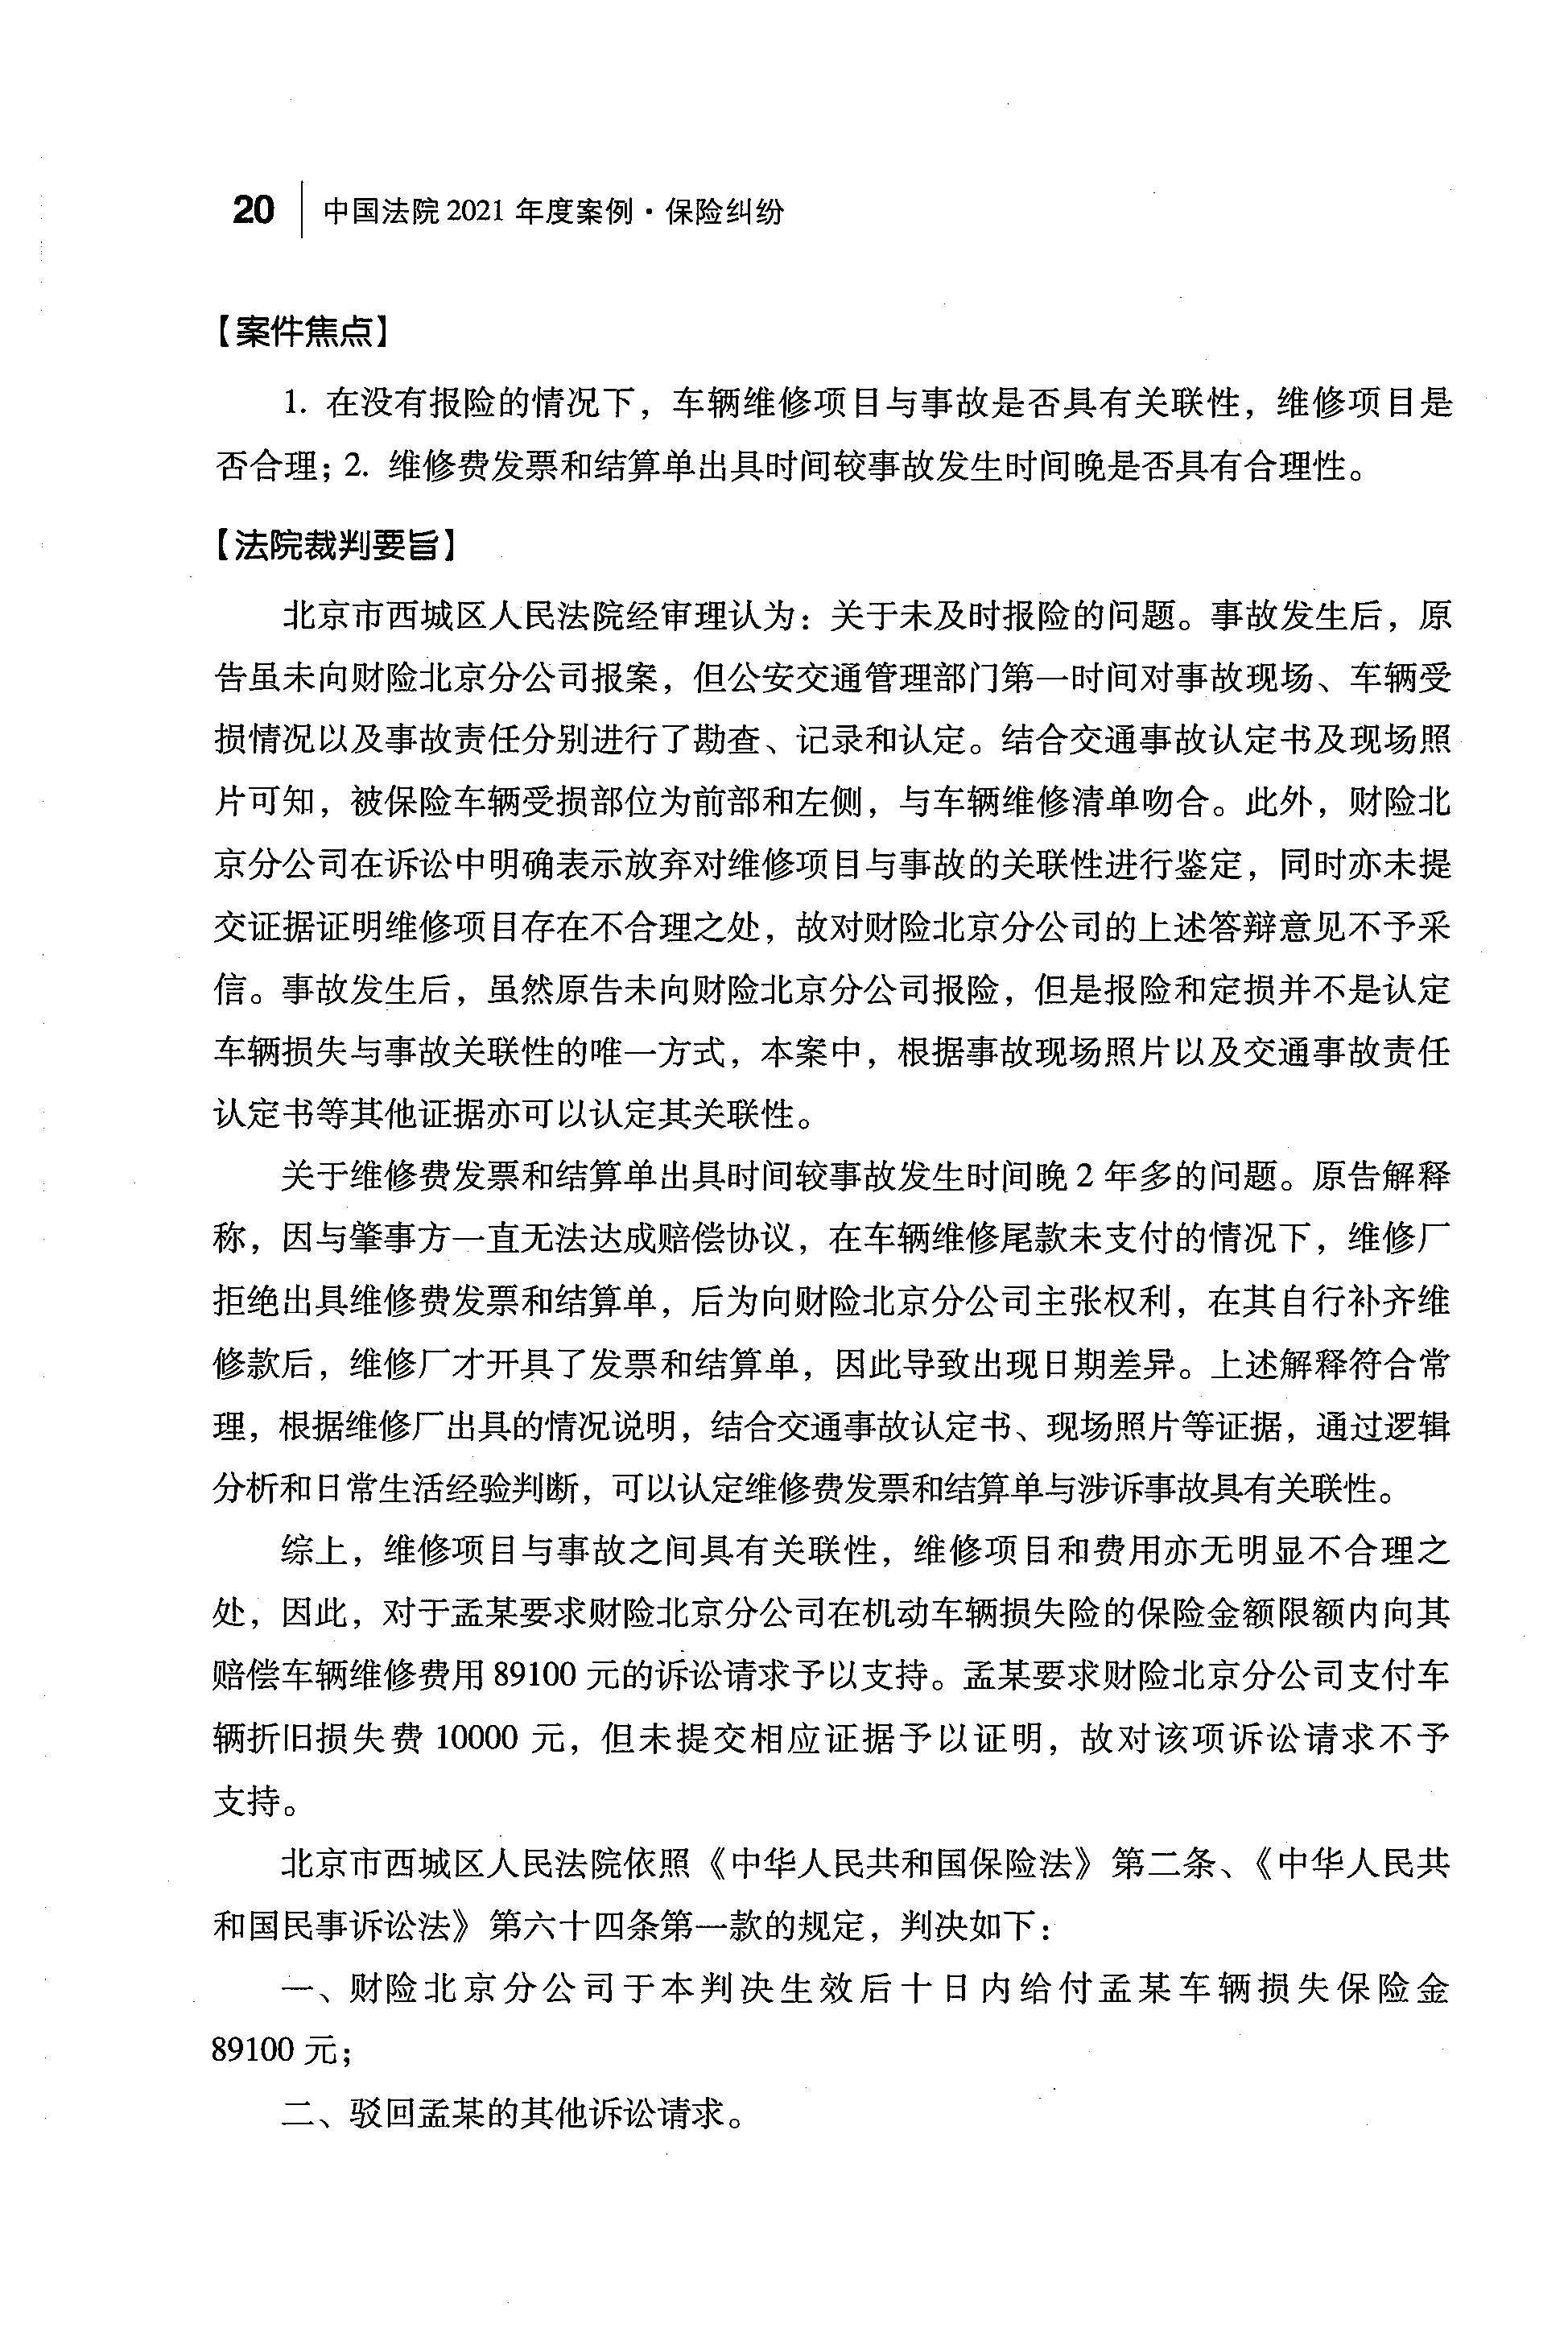 20 中国法院2021年度案例·保险纠纷
【案件焦点】
1. 在没有报险的情况下，车辆维修项目与事故是否具有关联性，维修项目是
否合理；2. 维修费发票和结算单出具时间较事故发生时间晚是否具有合理性。
【法院裁判要旨】
北京市西城区人民法院经审理认为：关于未及时报险的问题。事故发生后，原
告虽未向财险北京分公司报案，但公安交通管理部门第一时间对事故现场、车辆受
损情况以及事故责任分别进行了勘查、记录和认定。结合交通事故认定书及现场照
片可知，被保险车辆受损部位为前部和左侧，与车辆维修清单吻合。此外，财险北
京分公司在诉讼中明确表示放弃对维修项目与事故的关联性进行鉴定，同时亦未提
交证据证明维修项目存在不合理之处，故对财险北京分公司的上述答辩意见不予采
信。事故发生后，虽然原告未向财险北京分公司报险，但是报险和定损并不是认定
车辆损失与事故关联性的唯一方式，本案中，根据事故现场照片以及交通事故责任
认定书等其他证据亦可以认定其关联性。
关于维修费发票和结算单出具时间较事故发生时间晚2年多的问题。原告解释
称，因与肇事方一直无法达成赔偿协议，在车辆维修尾款未支付的情况下，维修厂
拒绝出具维修费发票和结算单，后为向财险北京分公司主张权利，在其自行补齐维
修款后，维修厂才开具了发票和结算单，因此导致出现日期差异。上述解释符合常
理，根据维修厂出具的情况说明，结合交通事故认定书、现场照片等证据，通过逻辑
分析和日常生活经验判断，可以认定维修费发票和结算单与涉诉事故具有关联性。
综上，维修项目与事故之间具有关联性，维修项目和费用亦无明显不合理之
处，因此，对于孟某要求财险北京分公司在机动车辆损失险的保险金额限额内向其
赔偿车辆维修费用89100元的诉讼请求予以支持。孟某要求财险北京分公司支付车
辆折旧损失费10000元，但未提交相应证据予以证明，故对该项诉讼请求不予
支持。
北京市西城区人民法院依照《中华人民共和国保险法》第二条、《中华人民共
和国民事诉讼法》第六十四条第一款的规定，判决如下：
一、财险北京分公司于本判决生效后十日内给付孟某车辆损失保险金
89100元；
二、驳回孟某的其他诉讼请求。